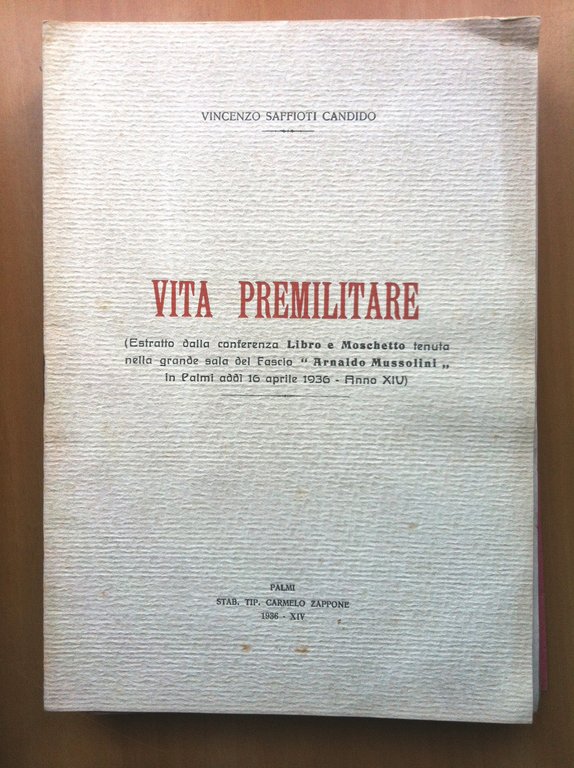 VINCENZO SAFFIOTI CANDIDO
VITA PREMILITARE
(Estratto dalla conferenza Libro e Moschetto tenuta
nella grande sala del Fascio “ Arnaldo Mussolini „
in Palmi addì 16 aprile 1936 - Anno XIV)
PALMI
STAB. TIP. CARMELO ZAPPONE
1936 - XIV